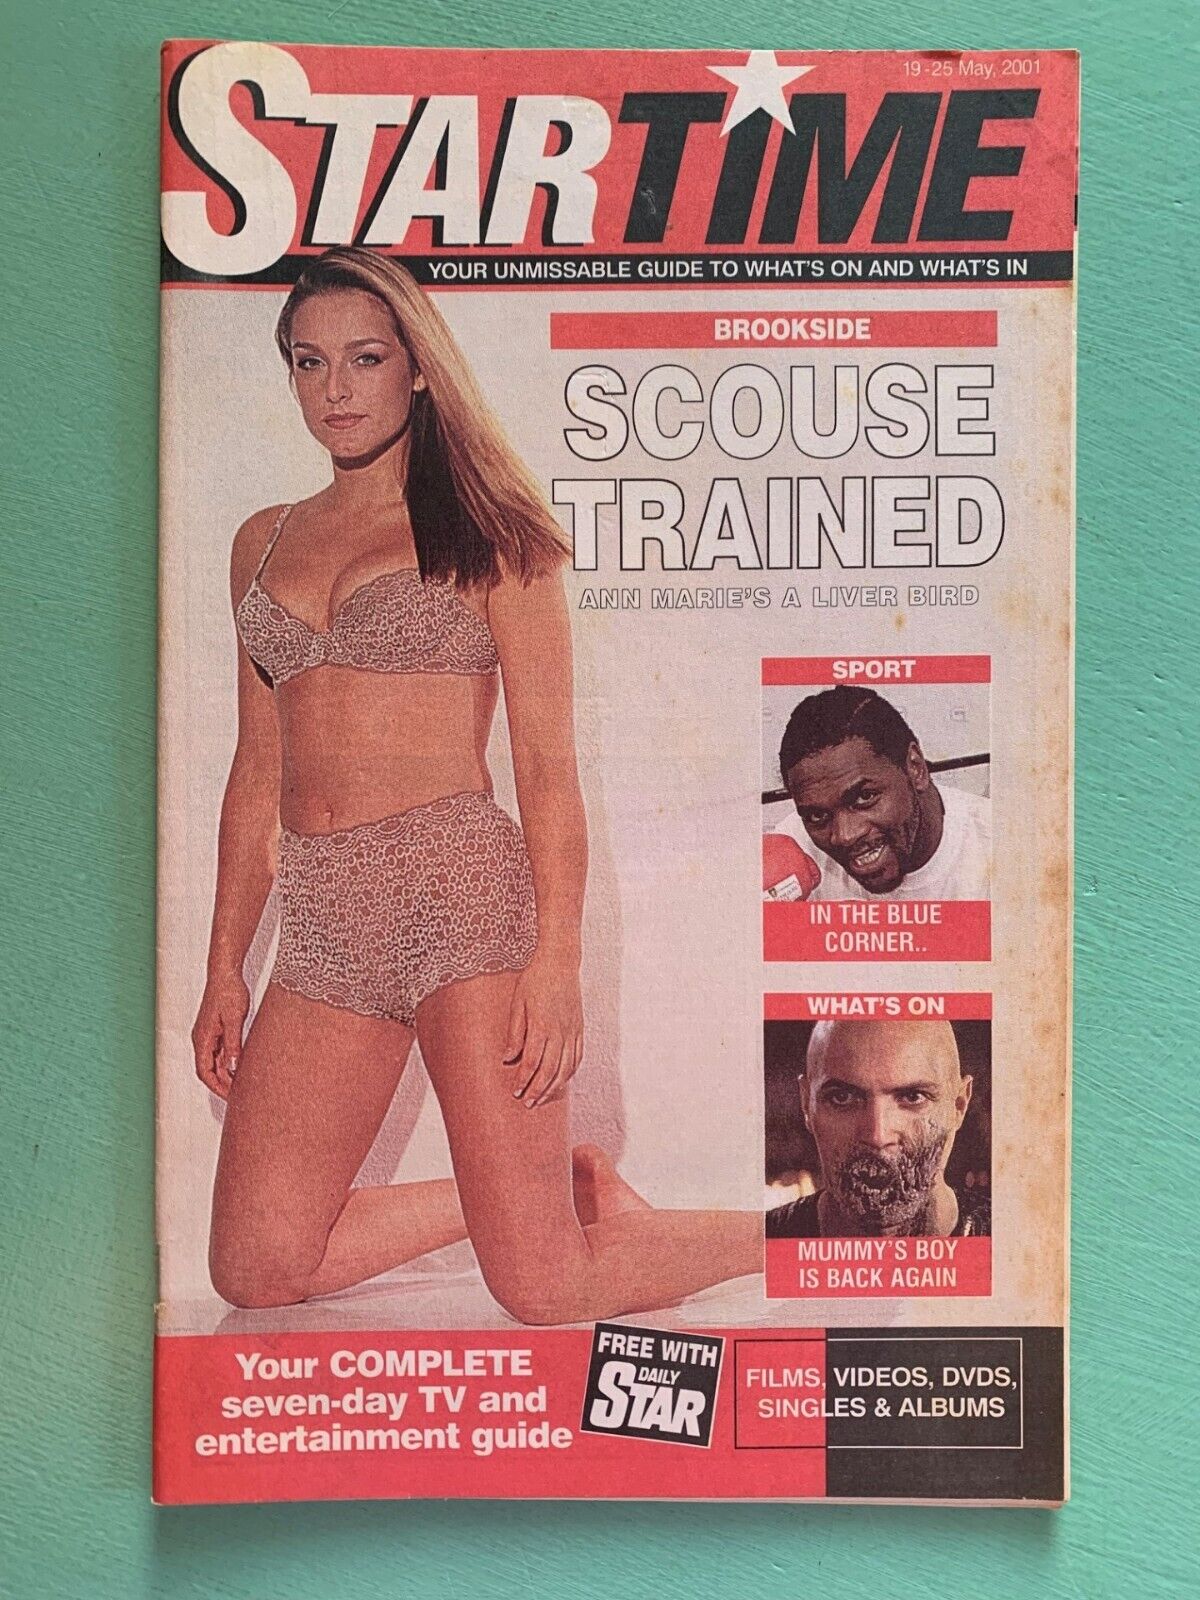 19-25 May, 2001
STARTIME
YOUR UNMISSABLE GUIDE TO WHAT'S ON AND WHAT'S IN
BROOKSIDE
SCOUSE
TRAINED
ANN MARIE'S A LIVER BIRD
SPORT
IN THE BLUE
CORNER..
WHAT'S ON
MUMMY'S BOY
IS BACK AGAIN
Your COMPLETE
seven-day TV and
entertainment guide
FREE WITH
DAILY
STAR
FILMS, VIDEOS, DVDS,
SINGLES & ALBUMS